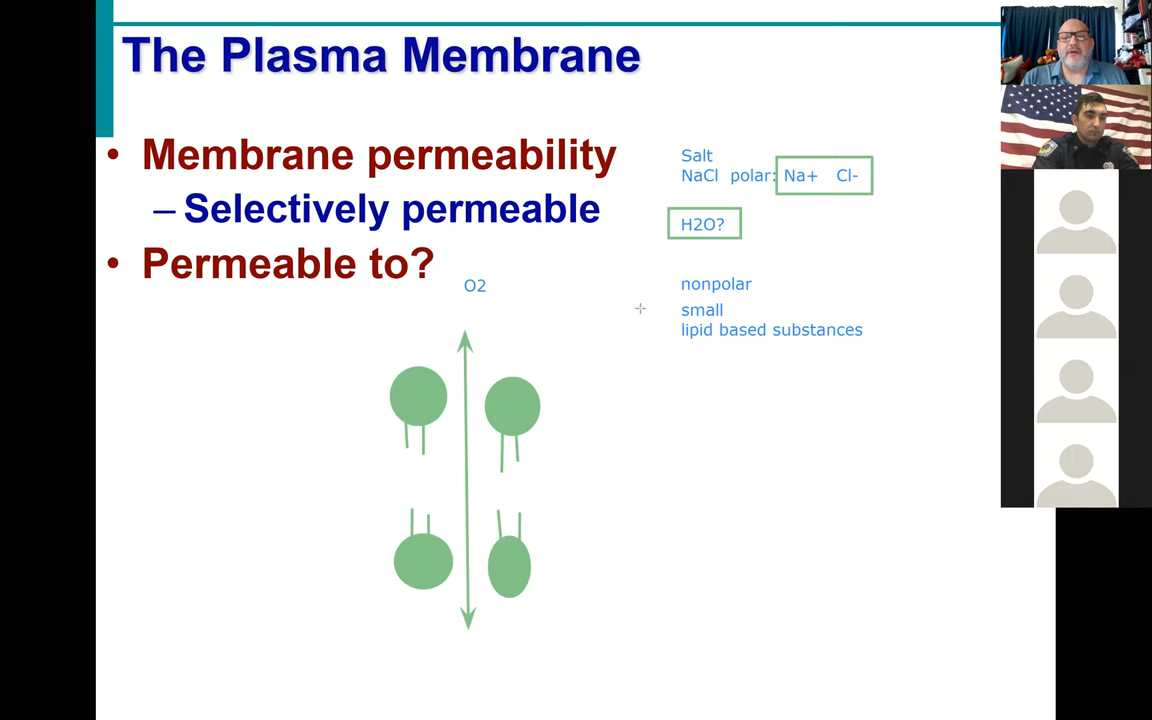 The Plasma Membrane
• Membrane permeability
– Selectively permeable
• Permeable to?
O2
Salt
NaCl polar: Na+ Cl-
H2O?
nonpolar
small
lipid based substances